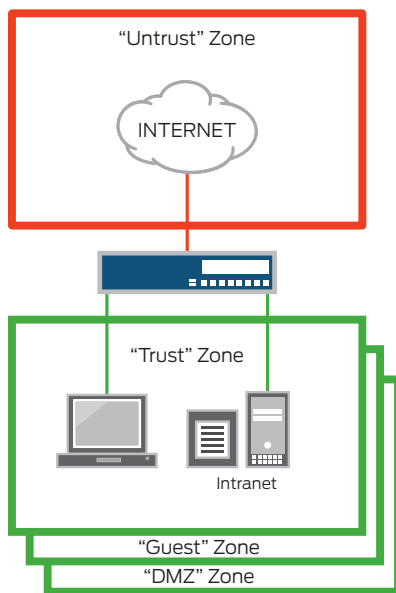 “Untrust” Zone
INTERNET
“Trust” Zone
Intranet
“Guest” Zone
“DMZ” Zone